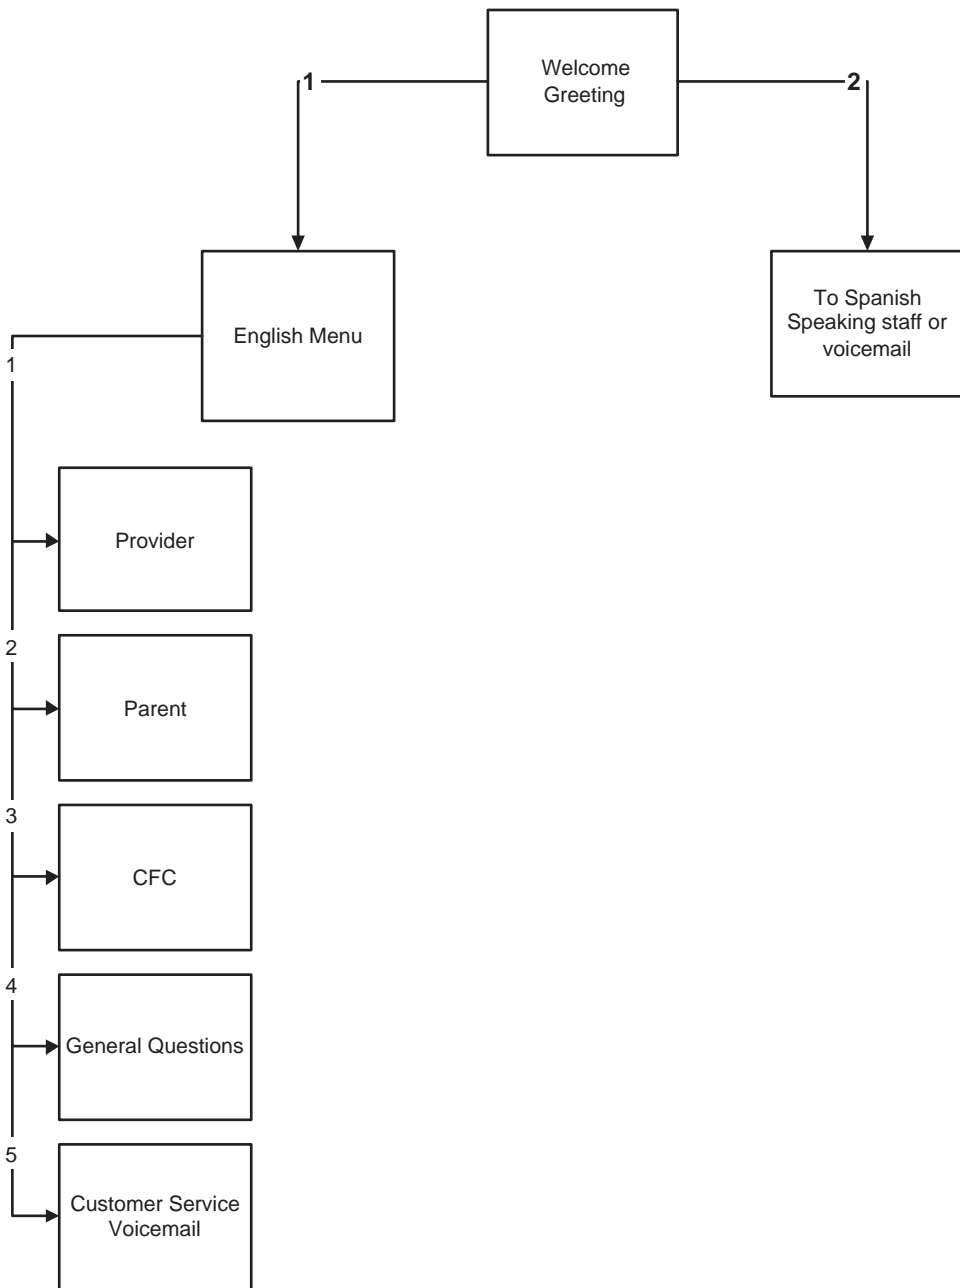 Welcome
Greeting
1
2
English Menu
To Spanish
Speaking staff or
voicemail
1
Provider
2
Parent
3
CFC
4
General Questions
5
Customer Service
Voicemail